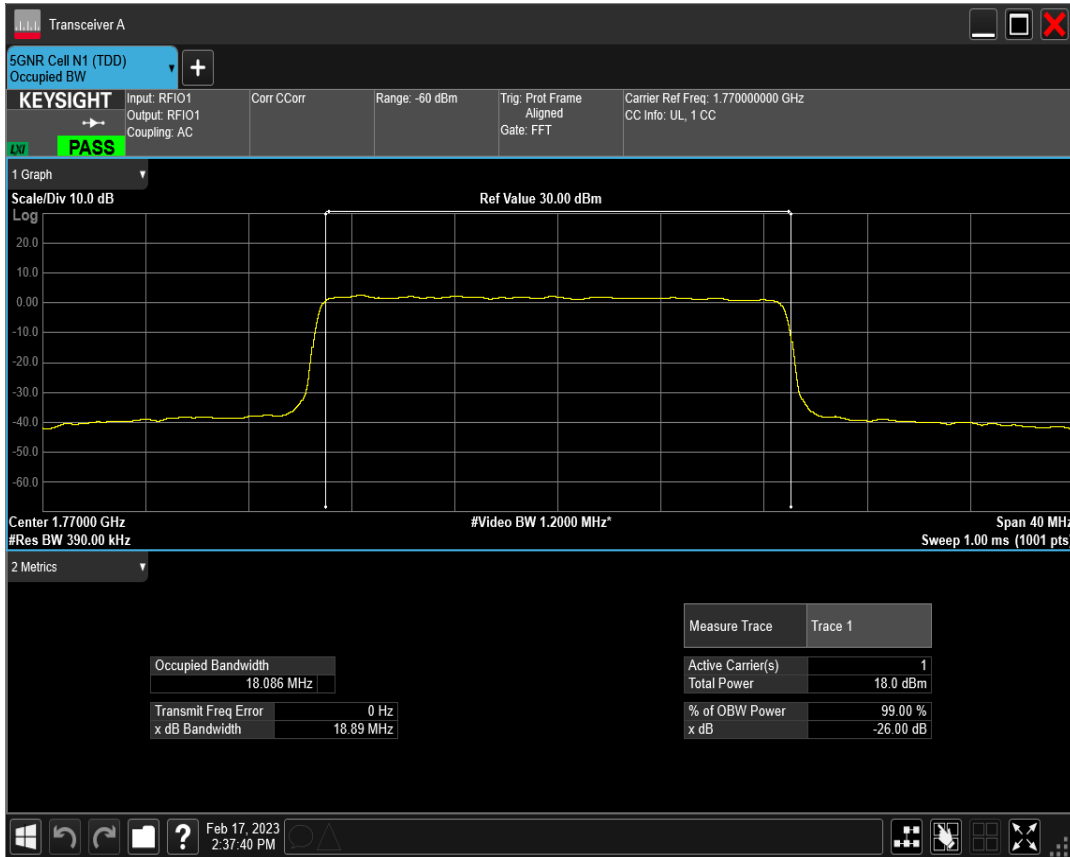 Transceiver A
5GNR Cell N1 (TDD)
Occupied BW
+
KEYSIGHT
LXI
PASS
Input: RFIO1
Output: RFIO1
Coupling: AC
Corr CCorr
Range: -60 dBm
Trig: Prot Frame
Aligned
Gate: FFT
Carrier Ref Freq: 1.770000000 GHz
CC Info: UL, 1 CC
1 Graph
Scale/Div 10.0 dB
Ref Value 30.00 dBm
Log
20.0
10.0
0.00
-10.0
-20.0
-30.0
-40.0
-50.0
-60.0
Center 1.77000 GHz
#Video BW 1.2000 MHz*
Span 40 MHz
#Res BW 390.00 kHz
Sweep 1.00 ms (1001 pts)
2 Metrics
Measure Trace Trace 1
Occupied Bandwidth
18.086 MHz
Active Carrier(s) 1
Total Power 18.0 dBm
Transmit Freq Error 0 Hz
x dB Bandwidth 18.89 MHz
% of OBW Power 99.00 %
x dB -26.00 dB
?
Feb 17, 2023
2:37:40 PM